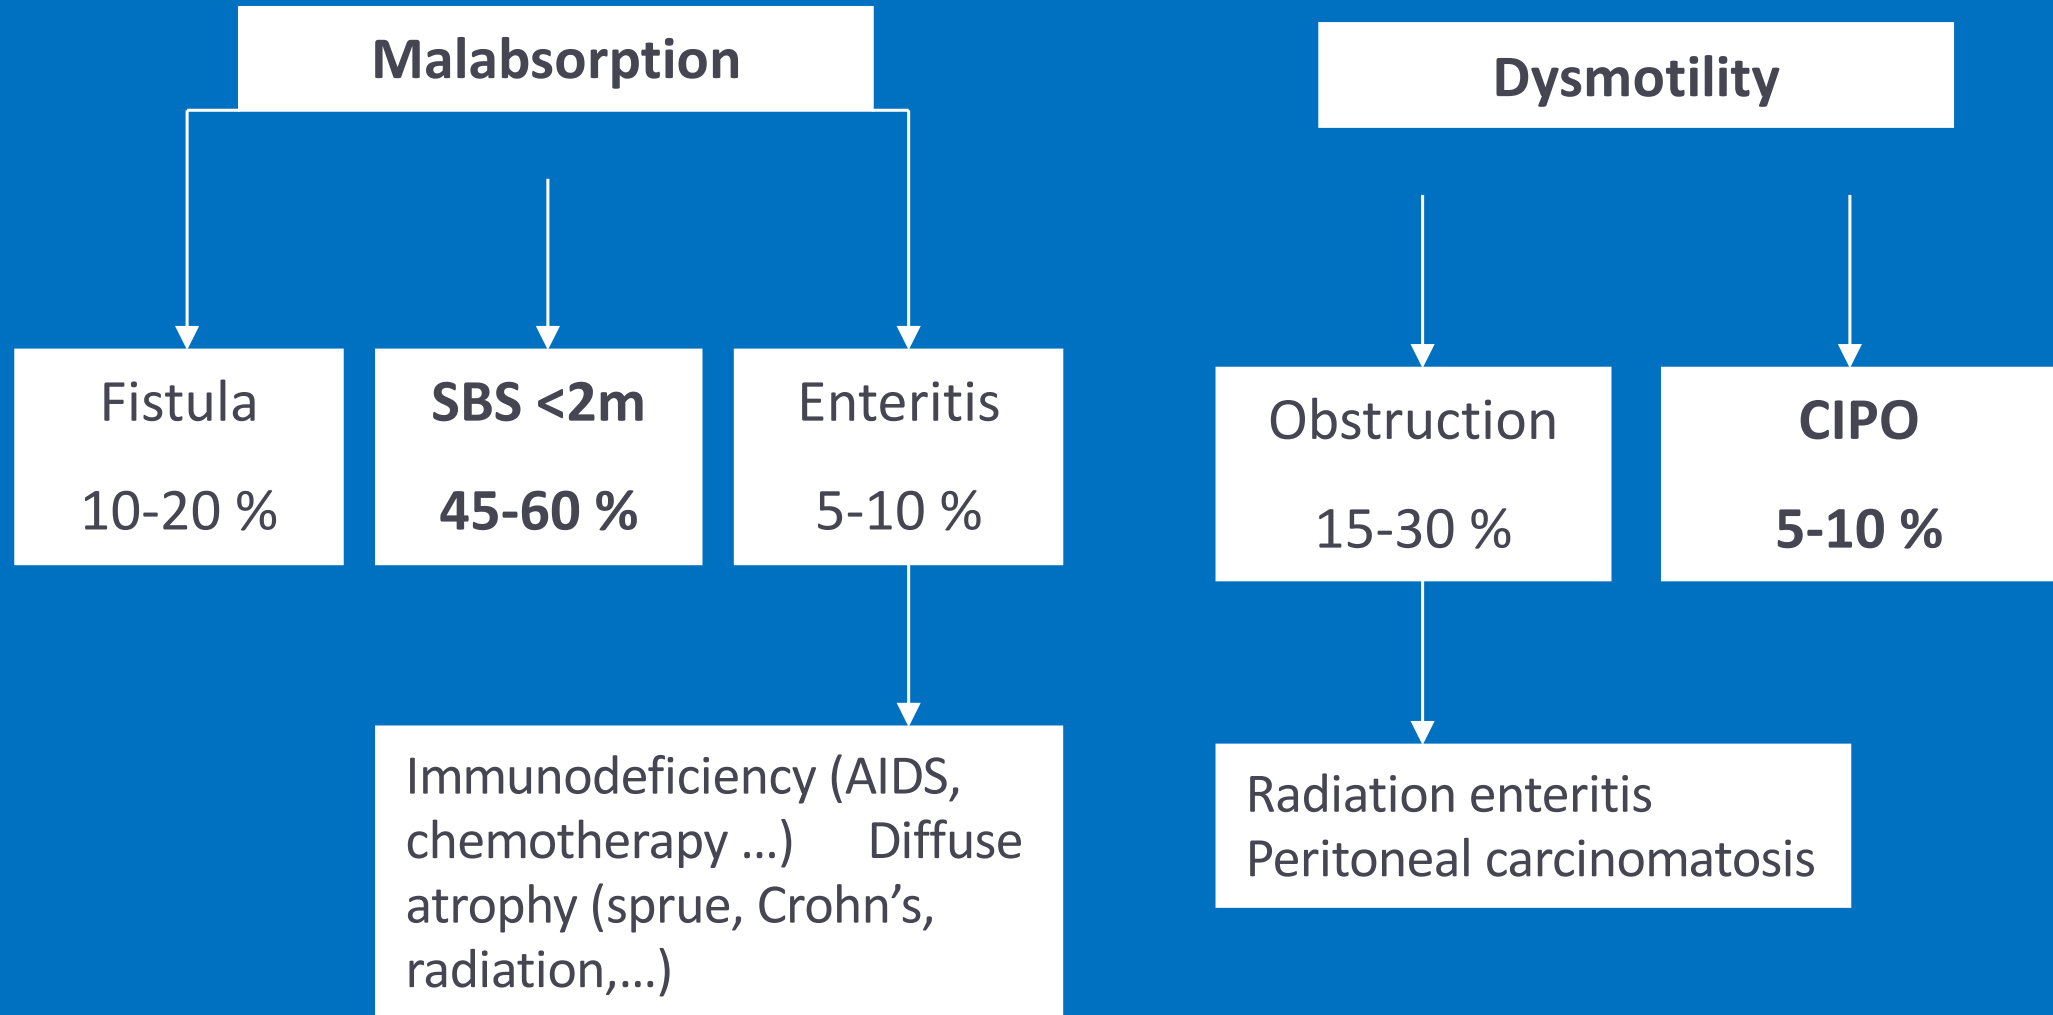 Malabsorption
Dysmotility
Fistula
10-20 %
SBS <2m
45-60 %
Enteritis
5-10 %
Obstruction
15-30 %
CIPO
5-10 %
Immunodeficiency (AIDS,
chemotherapy ...) Diffuse
atrophy (sprue, Crohn’s,
radiation,...)
Radiation enteritis
Peritoneal carcinomatosis